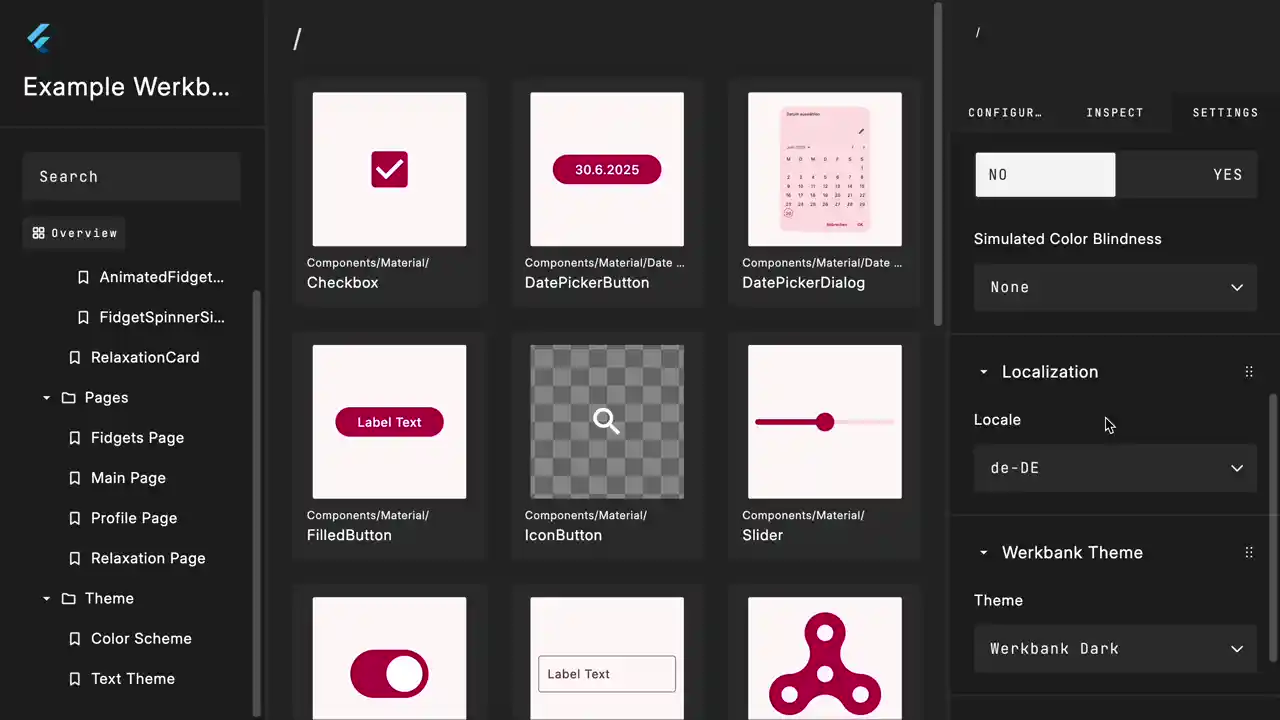 Example Werkb…
Search
Overview
AnimatedFidget…
FidgetSpinnerSi…
RelaxationCard
Pages
Fidgets Page
Main Page
Profile Page
Relaxation Page
Theme
Color Scheme
Text Theme
/
30.6.2025
Components/Material/
Checkbox
Components/Material/Date …
DatePickerButton
Components/Material/Date …
DatePickerDialog
Label Text
Components/Material/
FilledButton
Components/Material/
IconButton
Components/Material/
Slider
Label Text
/
CONFIGUR…
INSPECT
SETTINGS
NO
YES
Simulated Color Blindness
None
Localization
Locale
de-DE
Werkbank Theme
Theme
Werkbank Dark